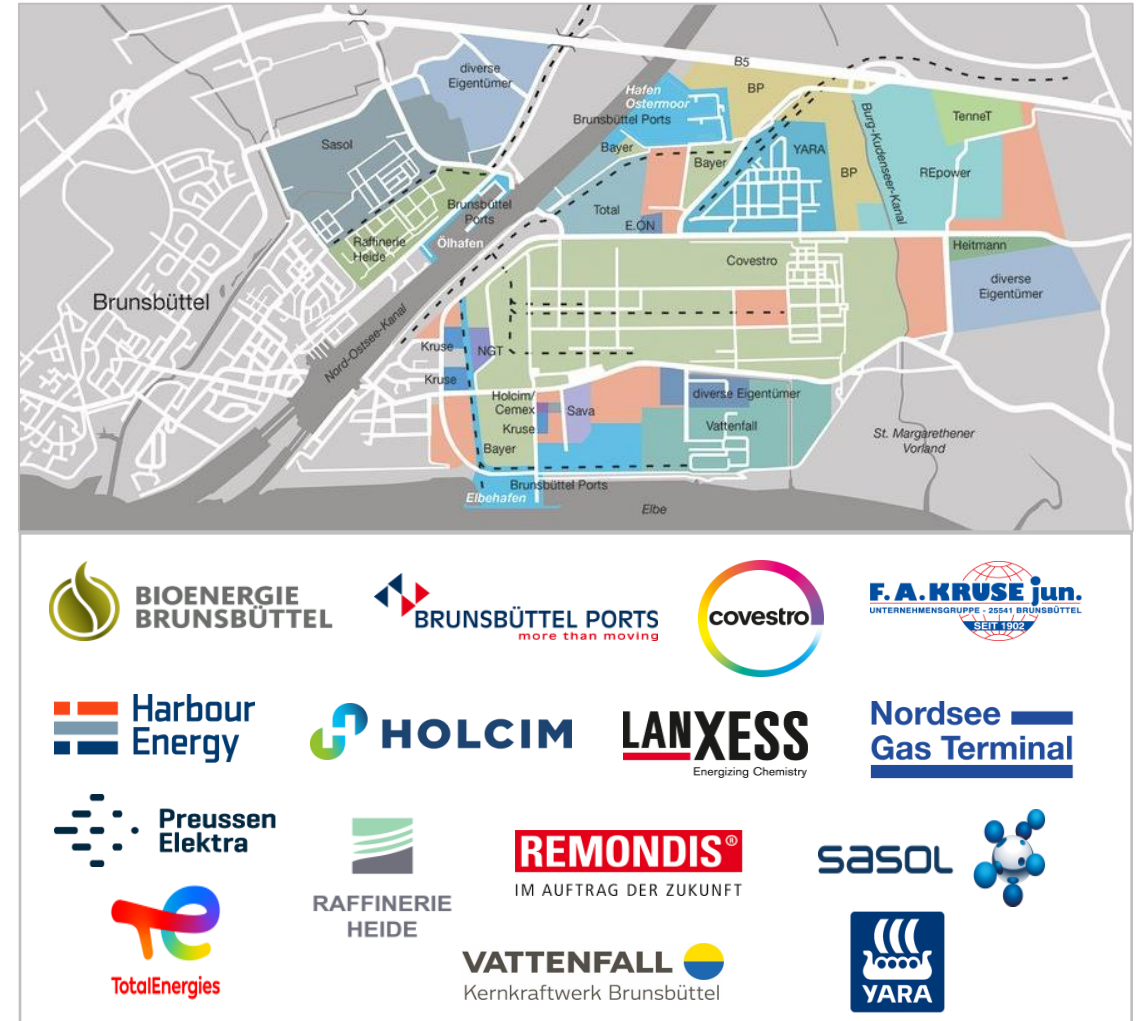 B5
diverse
Eigentümer
BP
Hafen
Ostermoor
Brunsbüttel Ports
TenneT
Sasol
Bayer
YARA
Burg-Kudenseer-Kanal
Bayer
BP
REpower
Brunsbüttel
Ports
Total
E.ON
Raffinerie
Heide
Ölhafen
Heitmann
Covestro
diverse
Eigentümer
Brunsbüttel
Nord-Ostsee-Kanal
Kruse
NGT
Kruse
Holcim/
Cemex
Sava
diverse Eigentümer
Kruse
Vattenfall
St. Margarethener
Vorland
Bayer
Brunsbüttel Ports
Elbehafen
Elbe
BIOENERGIE
BRUNSBÜTTEL
BRUNSBÜTTEL PORTS
more than moving
covestro
F. A. KRUSE jun.
UNTERNEHMENSGRUPPE - 25541 BRUNSBÜTTEL
SEIT 1902
Harbour
Energy
HOLCIM
LANXESS
Energizing Chemistry
Nordsee
Gas Terminal
Preussen
Elektra
RAFFINERIE
HEIDE
REMONDIS®
IM AUFTRAG DER ZUKUNFT
sasol
TotalEnergies
VATTENFALL
Kernkraftwerk Brunsbüttel
YARA